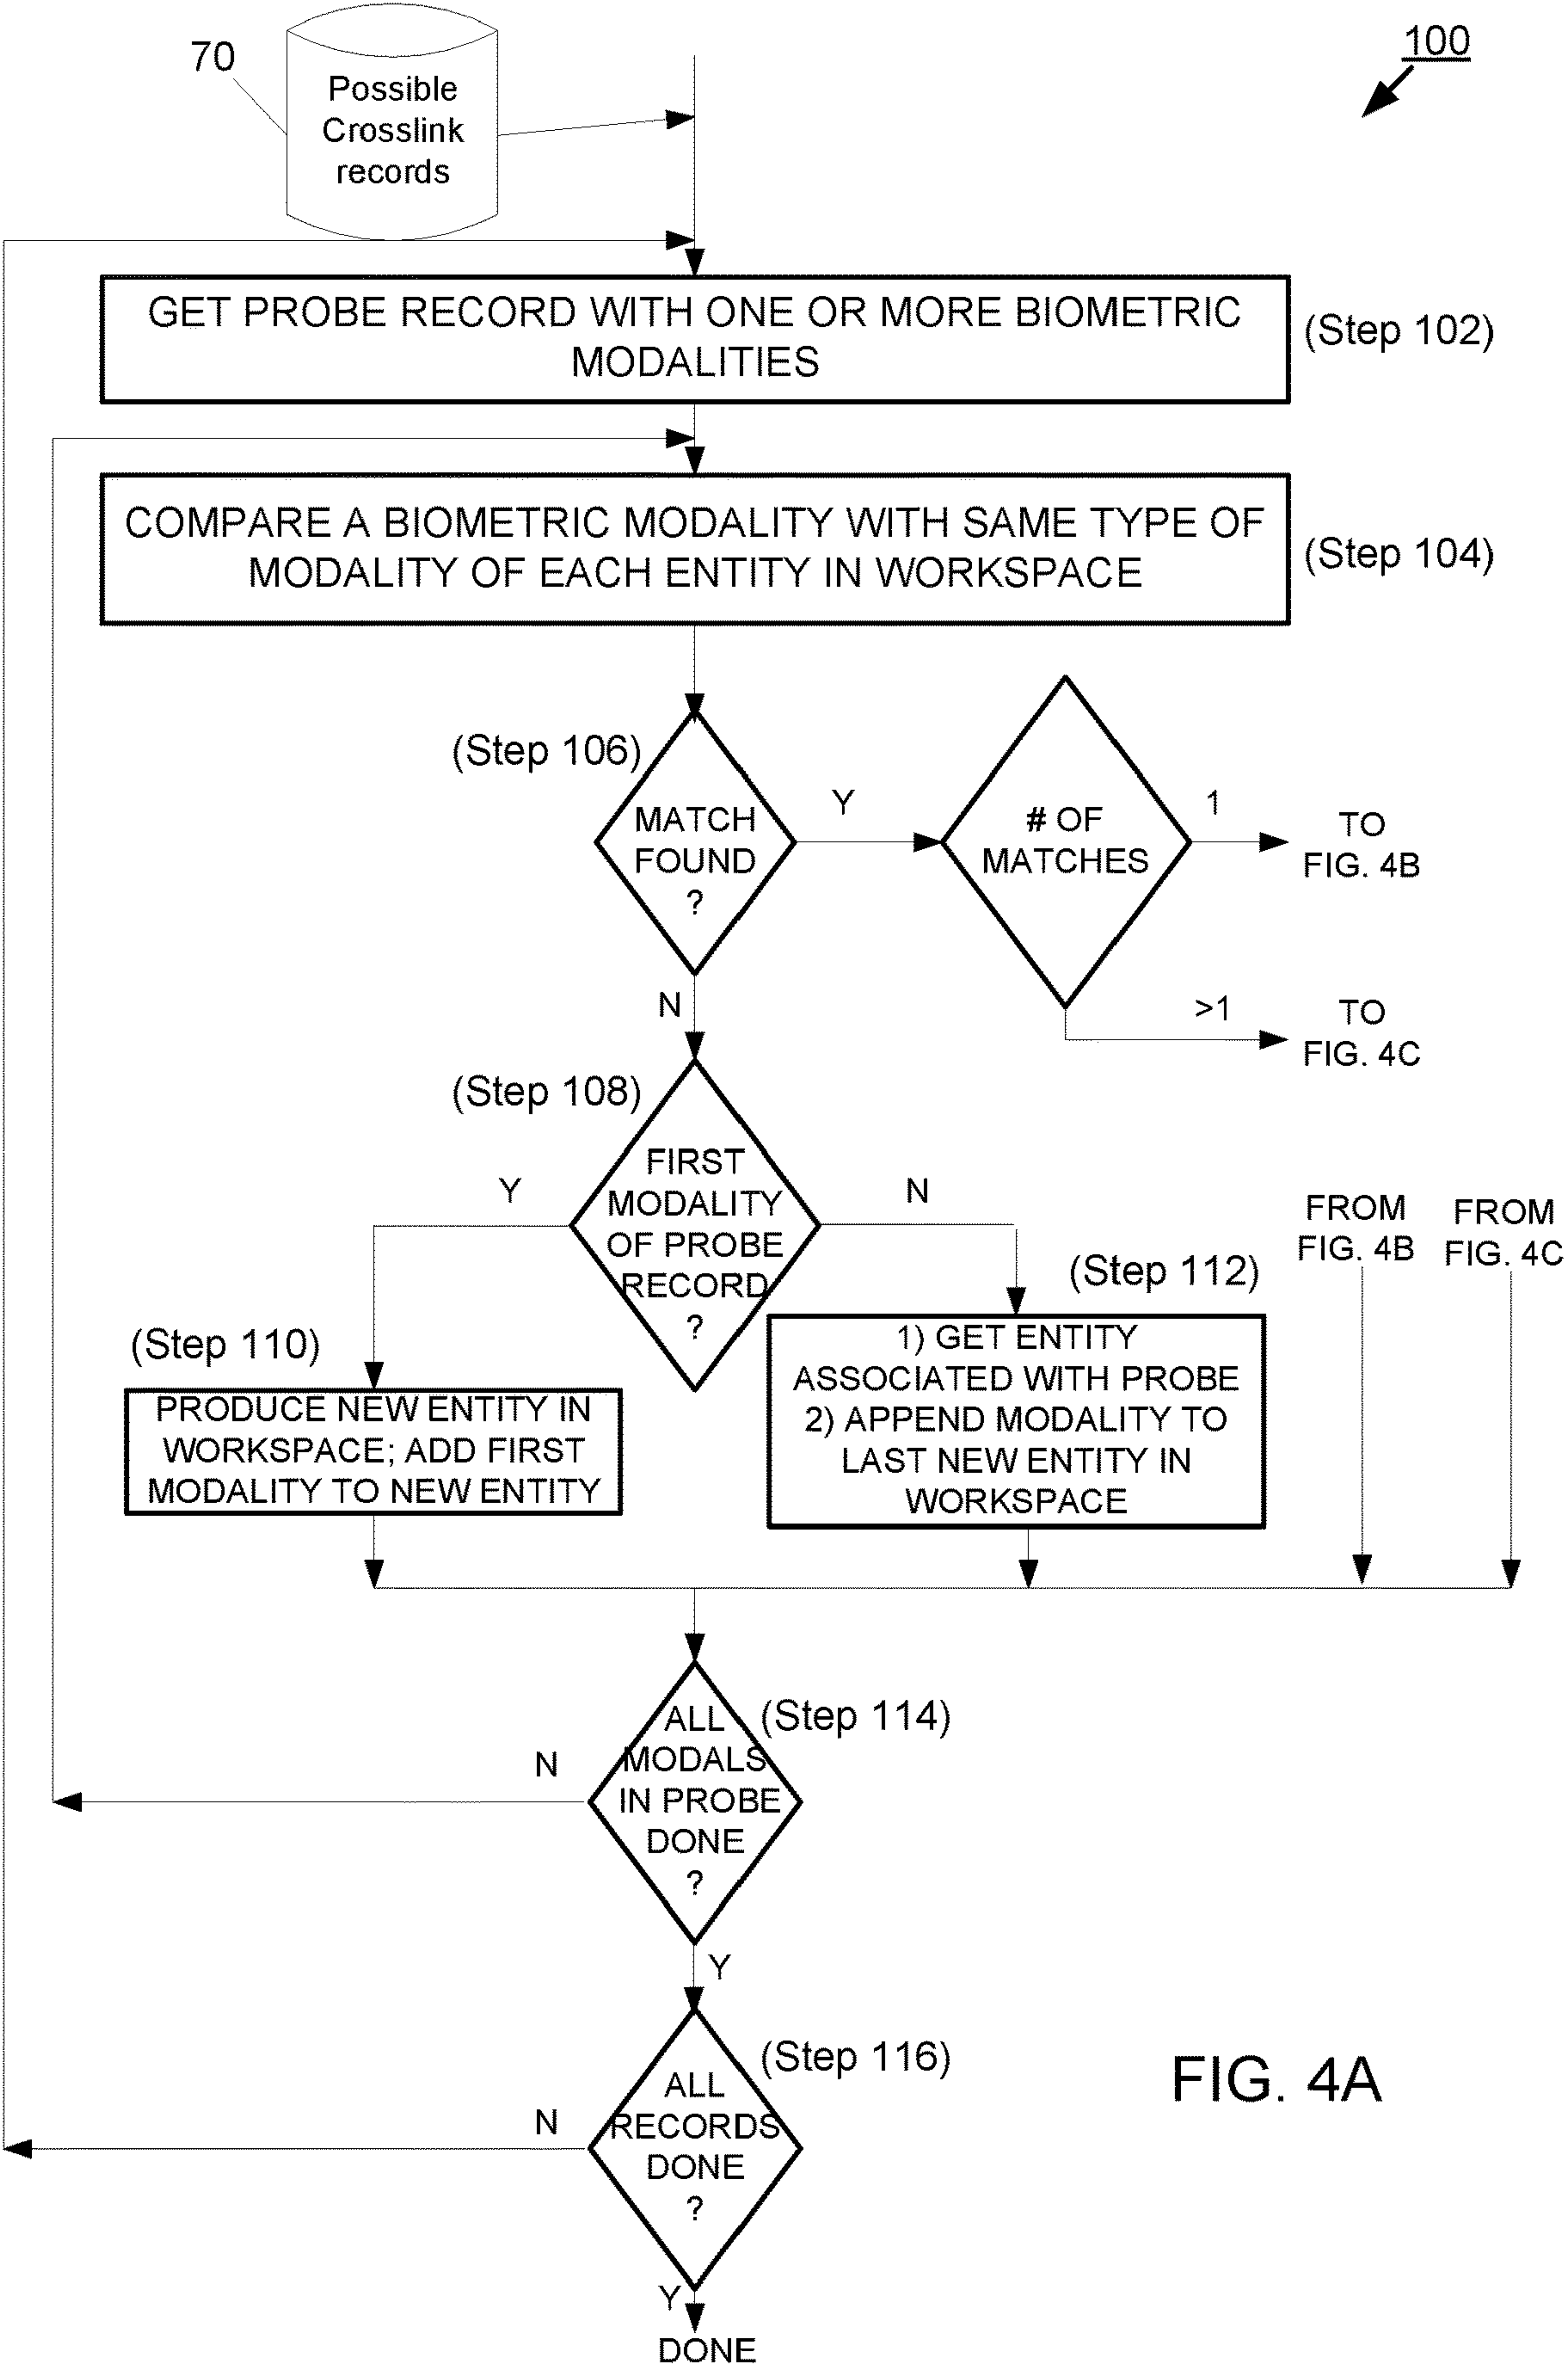 100
70
Possible
Crosslink
records
GET PROBE RECORD WITH ONE OR MORE BIOMETRIC
MODALITIES
(Step 102)
COMPARE A BIOMETRIC MODALITY WITH SAME TYPE OF
MODALITY OF EACH ENTITY IN WORKSPACE
(Step 104)
(Step 106)
MATCH
FOUND
?
Y
# OF
MATCHES
1
TO
FIG. 4B
>1
TO
FIG. 4C
N
(Step 108)
FIRST
MODALITY
OF PROBE
RECORD
?
Y
N
FROM
FIG. 4B
FROM
FIG. 4C
(Step 110)
PRODUCE NEW ENTITY IN
WORKSPACE; ADD FIRST
MODALITY TO NEW ENTITY
(Step 112)
1) GET ENTITY
ASSOCIATED WITH PROBE
2) APPEND MODALITY TO
LAST NEW ENTITY IN
WORKSPACE
(Step 114)
ALL
MODALS
IN PROBE
DONE
?
N
Y
(Step 116)
ALL
RECORDS
DONE
?
N
Y
DONE
FIG. 4A